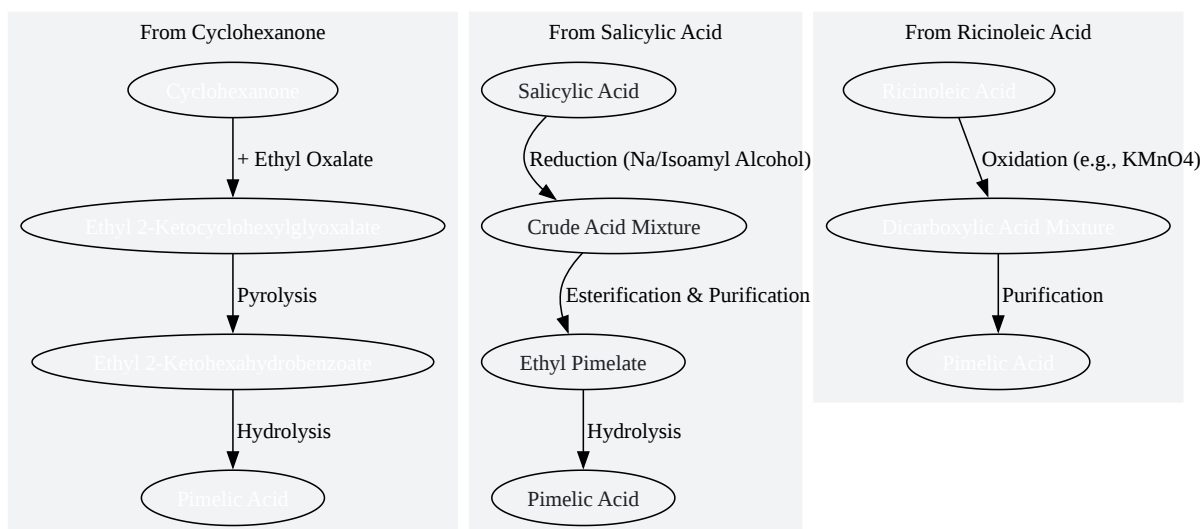 From Cyclohexanone
Cyclohexanone
+ Ethyl Oxalate
Ethyl 2-Ketocyclohexylglyoxalate
Pyrolysis
Ethyl 2-Ketohexahydrobenzoate
Hydrolysis
Pimelic Acid
From Salicylic Acid
Salicylic Acid
Reduction (Na/Isoamyl Alcohol)
Crude Acid Mixture
Esterification & Purification
Ethyl Pimelate
Hydrolysis
Pimelic Acid
From Ricinoleic Acid
Ricinoleic Acid
Oxidation (e.g., KMnO4)
Dicarboxylic Acid Mixture
Purification
Pimelic Acid